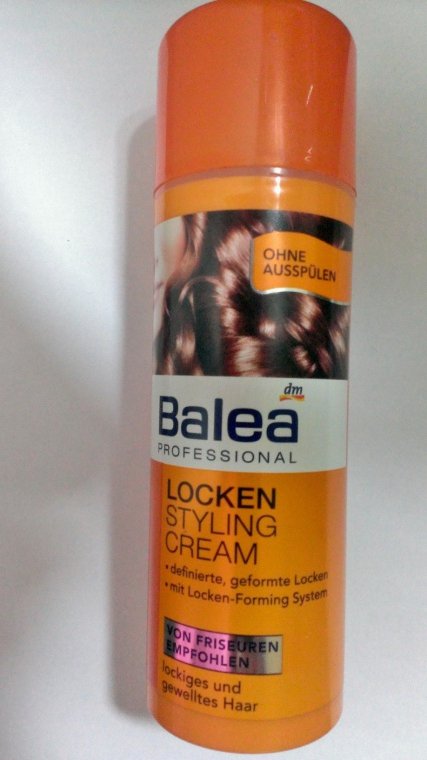 OHNE
AUSSPÜLEN
dm
Balea
PROFESSIONAL
LOCKEN
STYLING
CREAM
• definierte, geformte Locken
• mit Locken-Forming System
VON FRISEUREN
EMPFOHLEN
lockiges und
gewelltes Haar